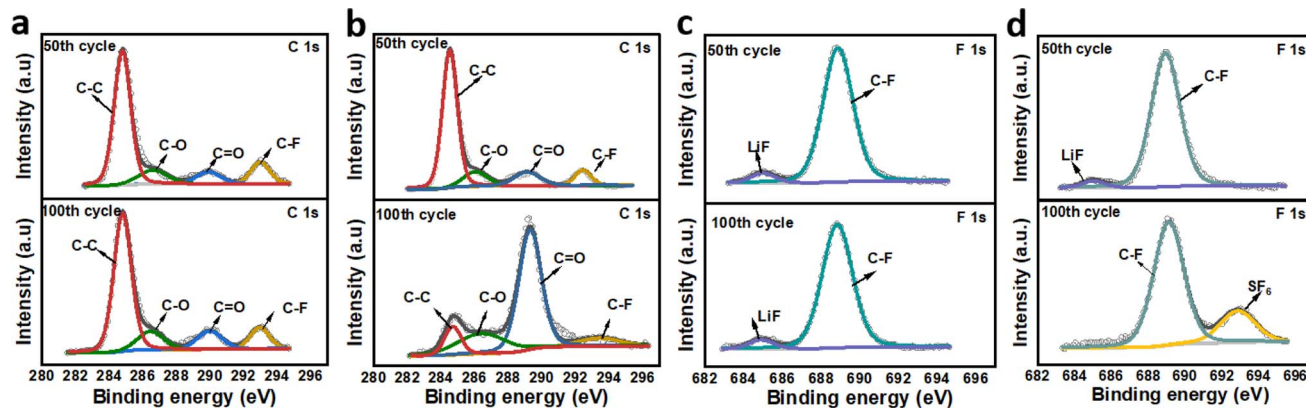 a
Intensity (a.u)
50th cycle
C 1s
C-C
C-O
C=O
C-F
Intensity (a.u)
100th cycle
C 1s
C-C
C-O
C=O
C-F
280 282 284 286 288 290 292 294 296
Binding energy (eV)
b
Intensity (a.u)
50th cycle
C 1s
C-C
C-O
C=O
C-F
Intensity (a.u)
100th cycle
C 1s
C-C
C-O
C=O
C-F
282 284 286 288 290 292 294 296
Binding energy (eV)
c
Intensity (a.u.)
50th cycle
F 1s
LiF
C-F
Intensity (a.u.)
100th cycle
F 1s
LiF
C-F
682 684 686 688 690 692 694 696
Binding energy (eV)
d
Intensity (a.u.)
50th cycle
F 1s
LiF
C-F
Intensity (a.u.)
100th cycle
F 1s
C-F
SF₆
682 684 686 688 690 692 694 696
Binding energy (eV)